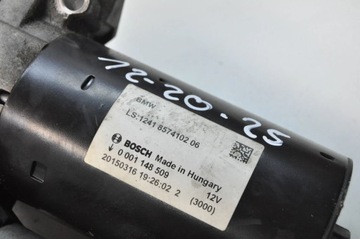 12-20-25
BMW
LS:1241 8574102 06
BOSCH Made in Hungary
0 001 148 509 12V
20150316 19:26:02 2 (3000)